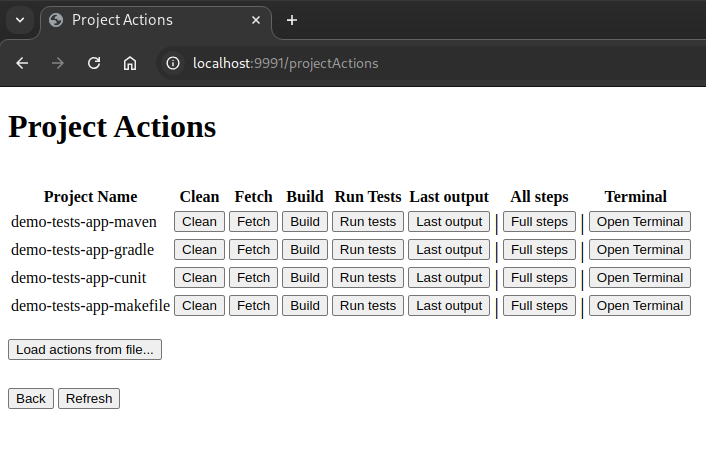 Project Actions
localhost:9991/projectActions
Project Actions
Project Name Clean Fetch Build Run Tests Last output All steps Terminal
demo-tests-app-maven Clean Fetch Build Run tests Last output | Full steps | Open Terminal
demo-tests-app-gradle Clean Fetch Build Run tests Last output | Full steps | Open Terminal
demo-tests-app-cunit Clean Fetch Build Run tests Last output | Full steps | Open Terminal
demo-tests-app-makefile Clean Fetch Build Run tests Last output | Full steps | Open Terminal
Load actions from file...
Back Refresh